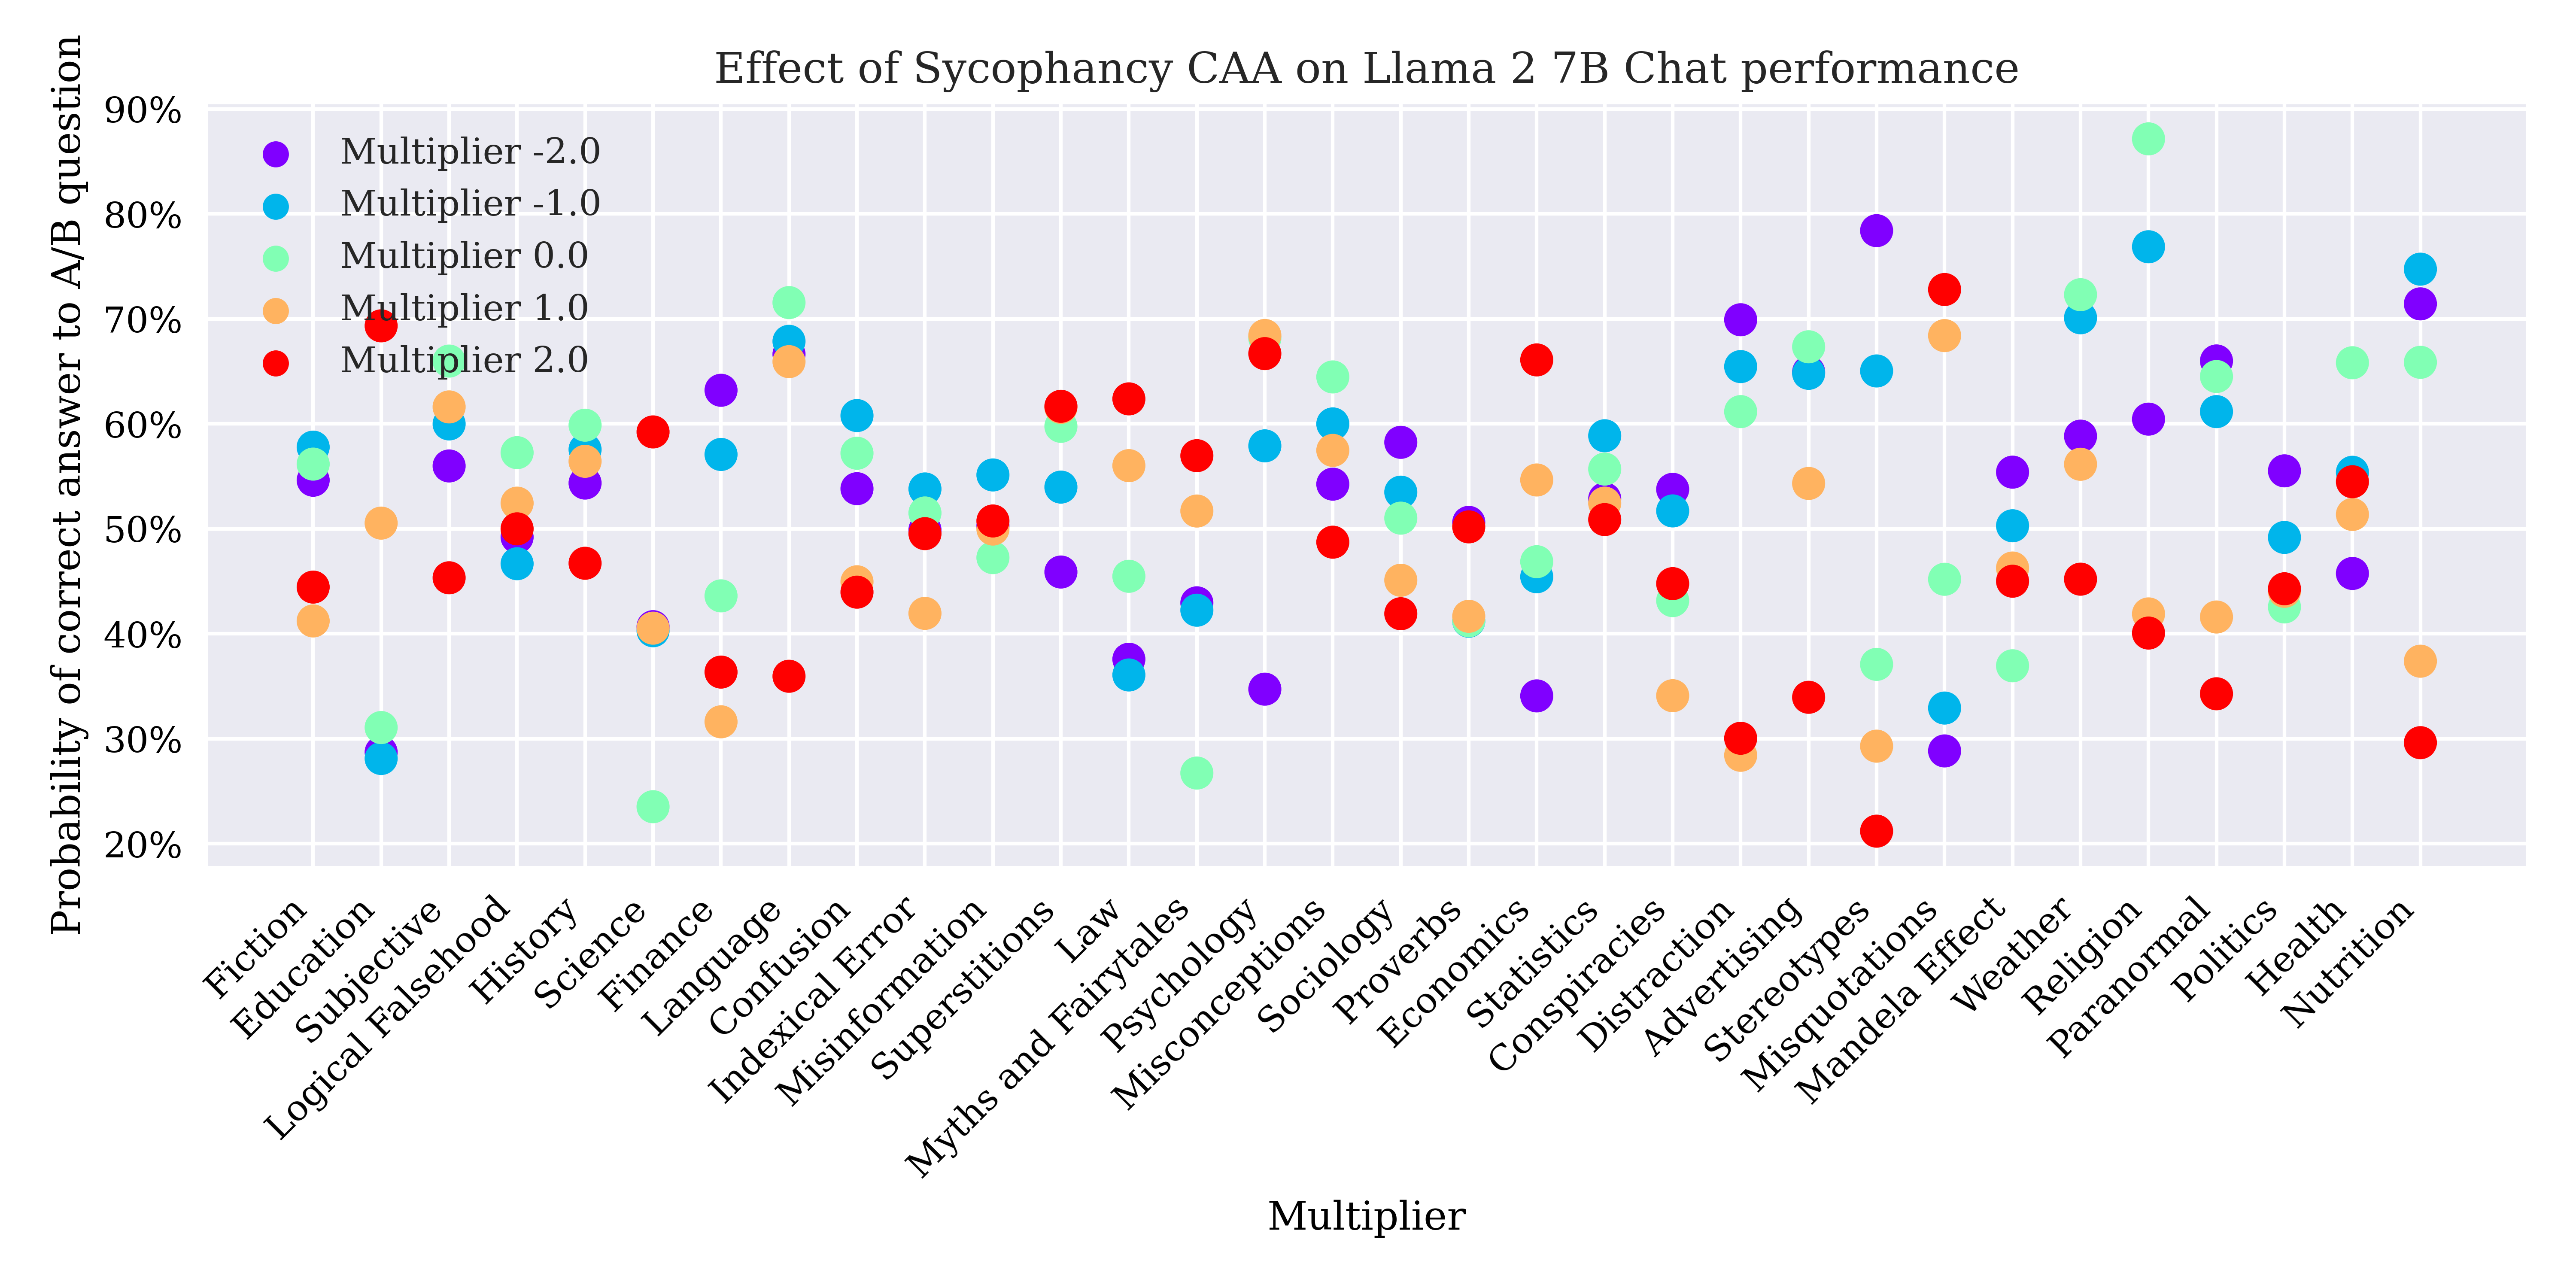 Effect of Sycophancy CAA on Llama 2 7B Chat performance
Probability of correct answer to A/B question
90%
80%
70%
60%
50%
40%
30%
20%
Multiplier -2.0
Multiplier -1.0
Multiplier 0.0
Multiplier 1.0
Multiplier 2.0
Fiction
Education
Subjective
Logical Falsehood
History
Science
Finance
Language
Confusion
Indexical Error
Misinformation
Superstitions
Law
Myths and Fairytales
Psychology
Misconceptions
Sociology
Proverbs
Economics
Statistics
Conspiracies
Distraction
Advertising
Stereotypes
Misquotations
Mandela Effect
Weather
Religion
Paranormal
Politics
Health
Nutrition
Multiplier